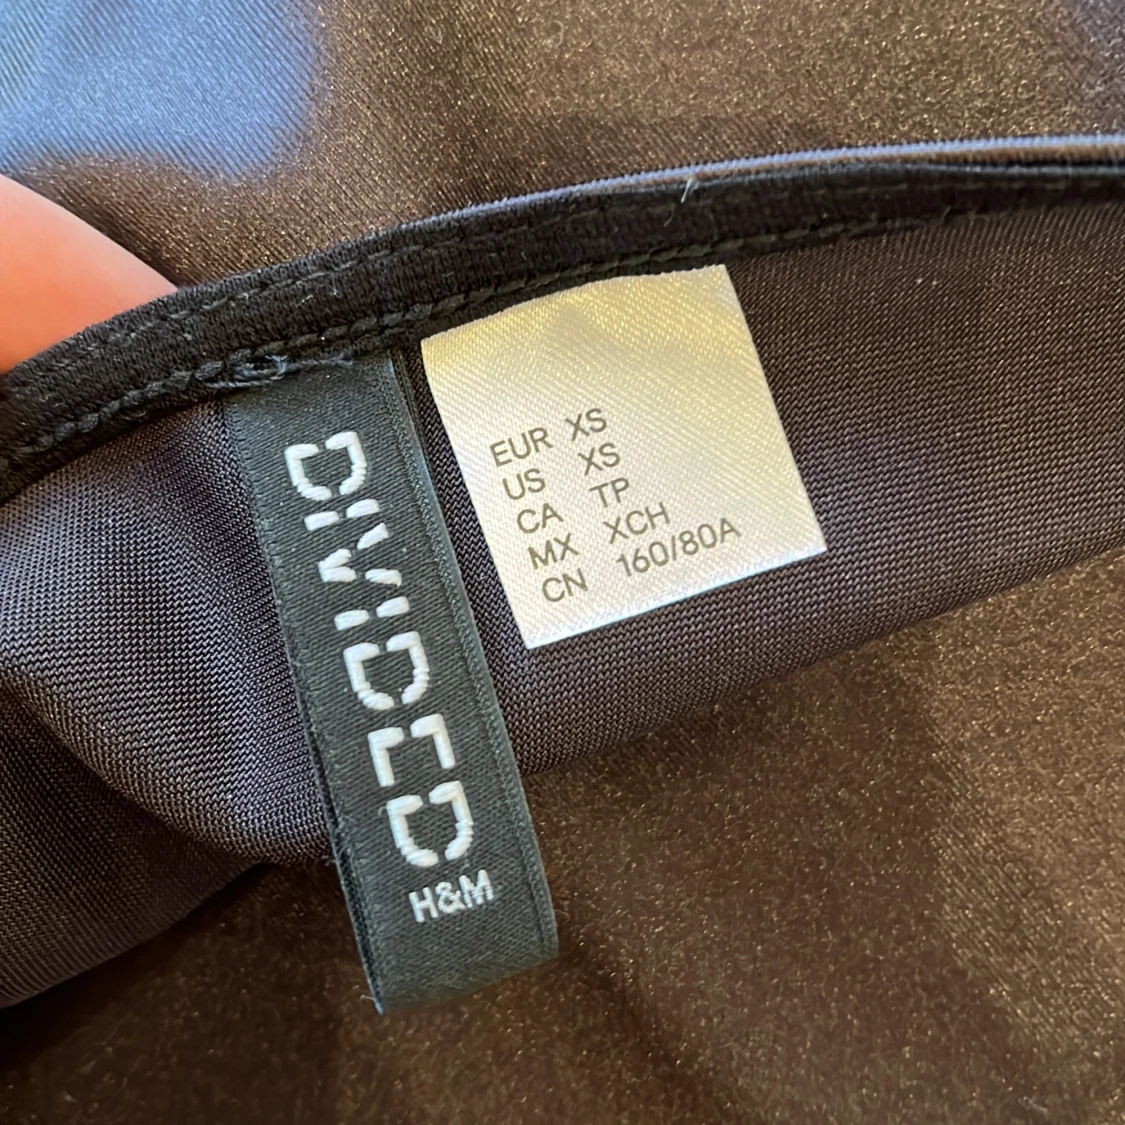 DIVIDED
H&M
EUR XS
US XS
CA TP
MX XCH
CN 160/80A